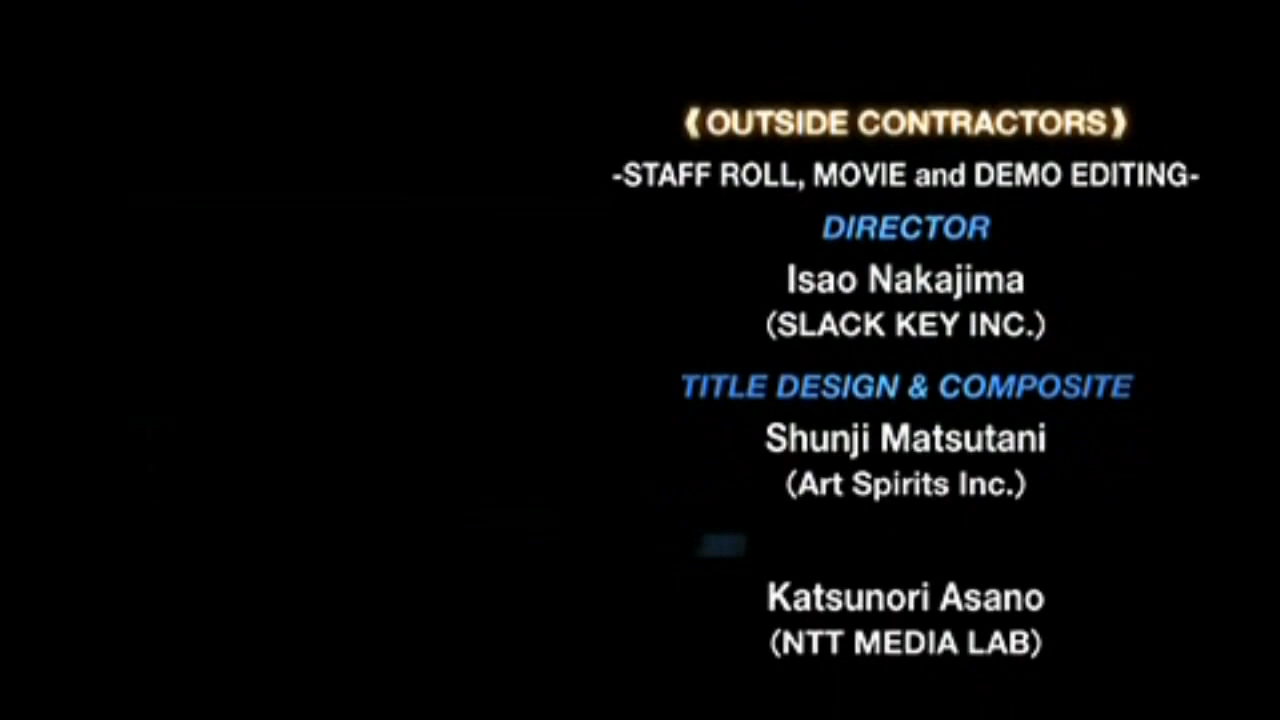 ❰OUTSIDE CONTRACTORS❱
-STAFF ROLL, MOVIE and DEMO EDITING-
DIRECTOR
Isao Nakajima
(SLACK KEY INC.)
TITLE DESIGN & COMPOSITE
Shunji Matsutani
(Art Spirits Inc.)
Katsunori Asano
(NTT MEDIA LAB)